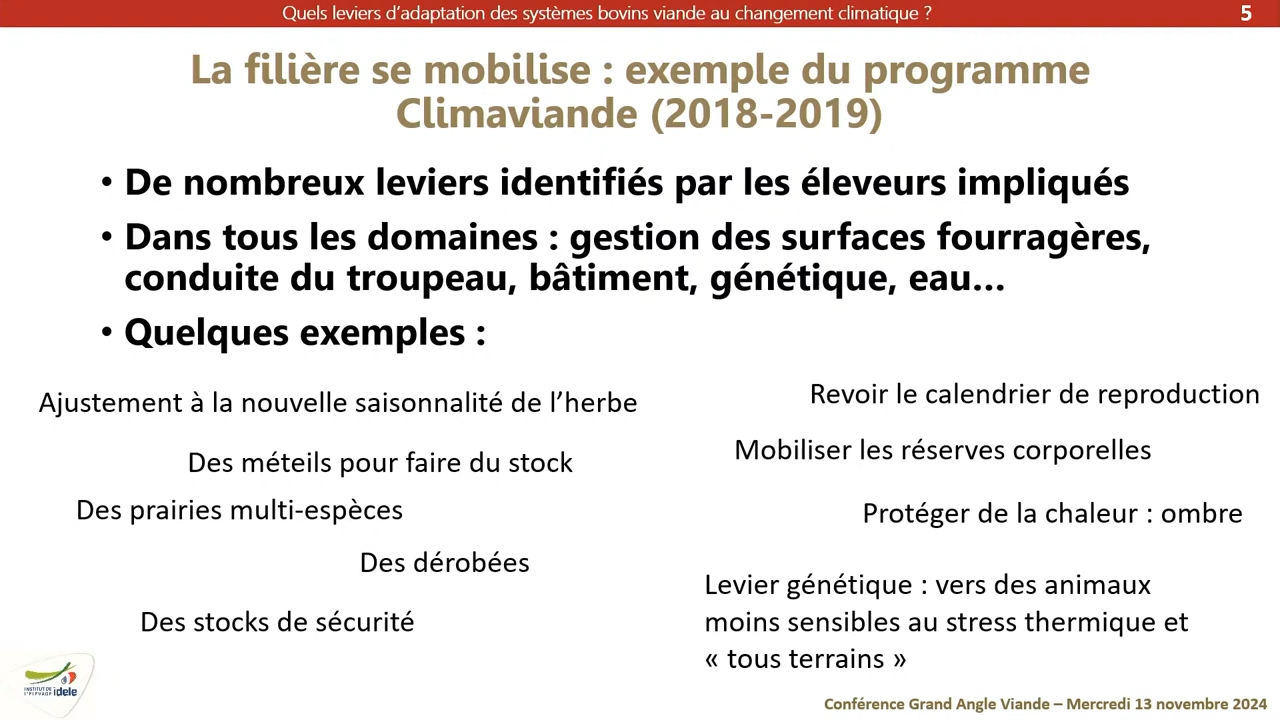 Quels leviers d’adaptation des systèmes bovins viande au changement climatique ?
5
La filière se mobilise : exemple du programme
Climaviande (2018-2019)
• De nombreux leviers identifiés par les éleveurs impliqués
• Dans tous les domaines : gestion des surfaces fourragères,
conduite du troupeau, bâtiment, génétique, eau…
• Quelques exemples :
Ajustement à la nouvelle saisonnalité de l’herbe
Des méteils pour faire du stock
Des prairies multi-espèces
Des dérobées
Des stocks de sécurité
Revoir le calendrier de reproduction
Mobiliser les réserves corporelles
Protéger de la chaleur : ombre
Levier génétique : vers des animaux
moins sensibles au stress thermique et
« tous terrains »
INSTITUT DE
L'ELEVAGE idele
Conférence Grand Angle Viande – Mercredi 13 novembre 2024